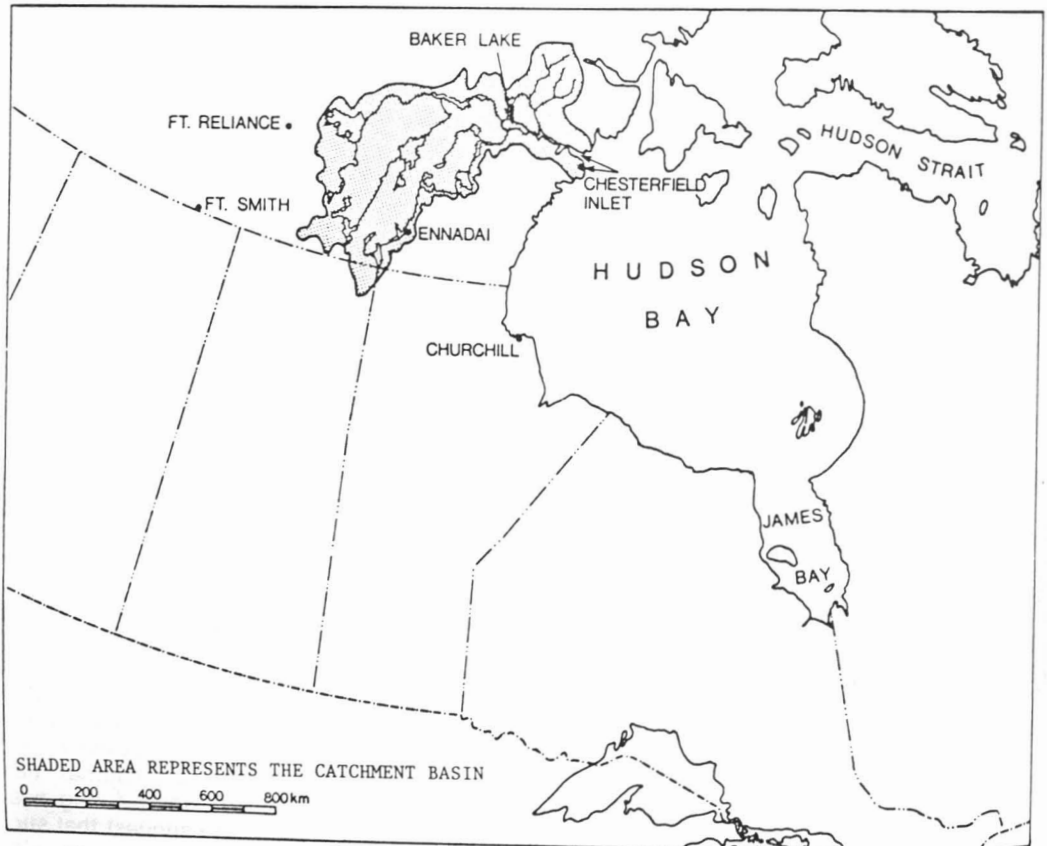 BAKER LAKE
FT. RELIANCE
HUDSON STRAIT
FT. SMITH
CHESTERFIELD
INLET
ENNADAI
HUDSON
BAY
CHURCHILL
JAMES
BAY
SHADED AREA REPRESENTS THE CATCHMENT BASIN
0 200 400 600 800km